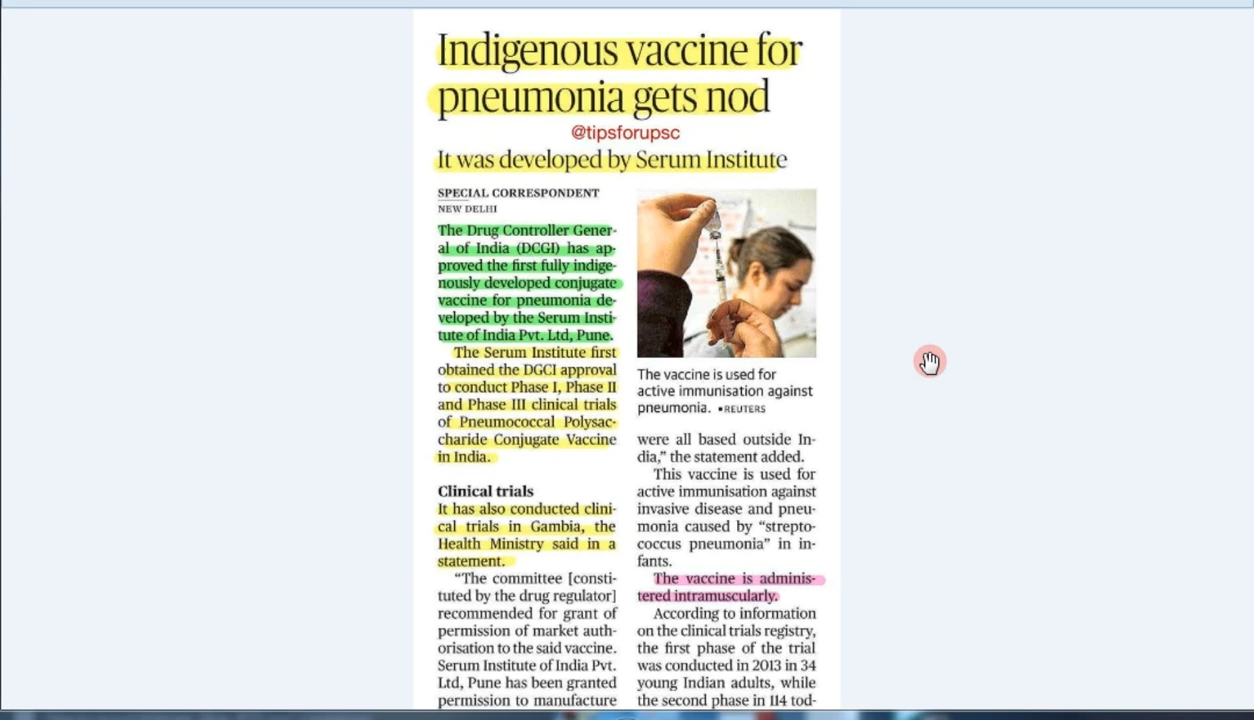 Indigenous vaccine for
pneumonia gets nod
@tipsforupsc
It was developed by Serum Institute
SPECIAL CORRESPONDENT
NEW DELHI
The Drug Controller Gener-
al of India (DCGI) has ap-
proved the first fully indige-
nously developed conjugate
vaccine for pneumonia de-
veloped by the Serum Insti-
tute of India Pvt. Ltd, Pune.
The Serum Institute first
obtained the DGCI approval
to conduct Phase I, Phase II
and Phase III clinical trials
of Pneumococcal Polysac-
charide Conjugate Vaccine
in India.
Clinical trials
It has also conducted clini-
cal trials in Gambia, the
Health Ministry said in a
statement.
“The committee [consti-
tuted by the drug regulator]
recommended for grant of
permission of market auth-
orisation to the said vaccine.
Serum Institute of India Pvt.
Ltd, Pune has been granted
permission to manufacture
The vaccine is used for
active immunisation against
pneumonia. ▪REUTERS
were all based outside In-
dia,” the statement added.
This vaccine is used for
active immunisation against
invasive disease and pneu-
monia caused by “strepto-
coccus pneumonia” in in-
fants.
The vaccine is adminis-
tered intramuscularly.
According to information
on the clinical trials registry,
the first phase of the trial
was conducted in 2013 in 34
young Indian adults, while
the second phase in 114 tod-